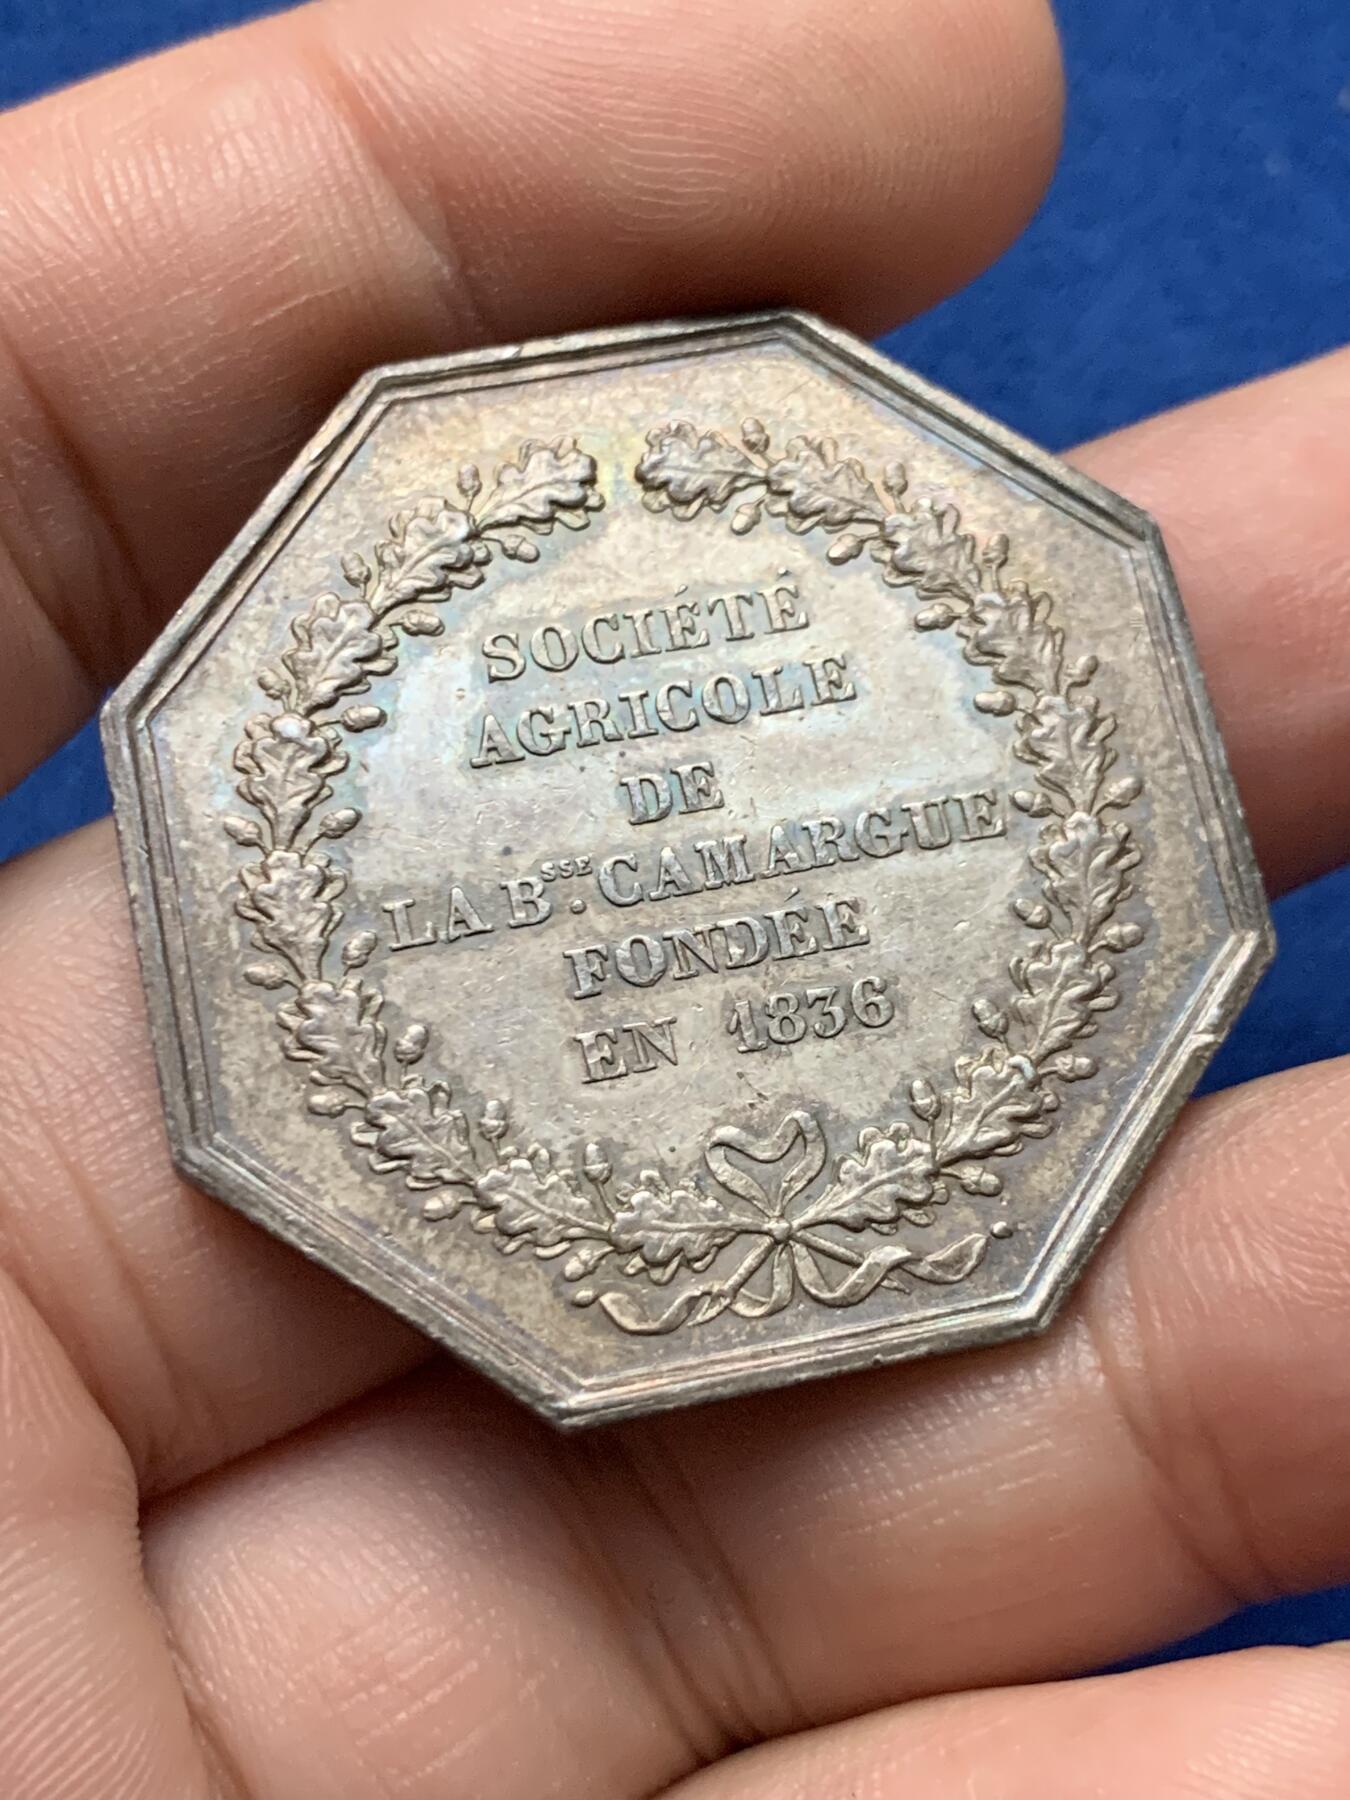 SOCIÉTÉ
AGRICOLE
DE
LA BSSE. CAMARGUE
FONDÉE
EN 1836